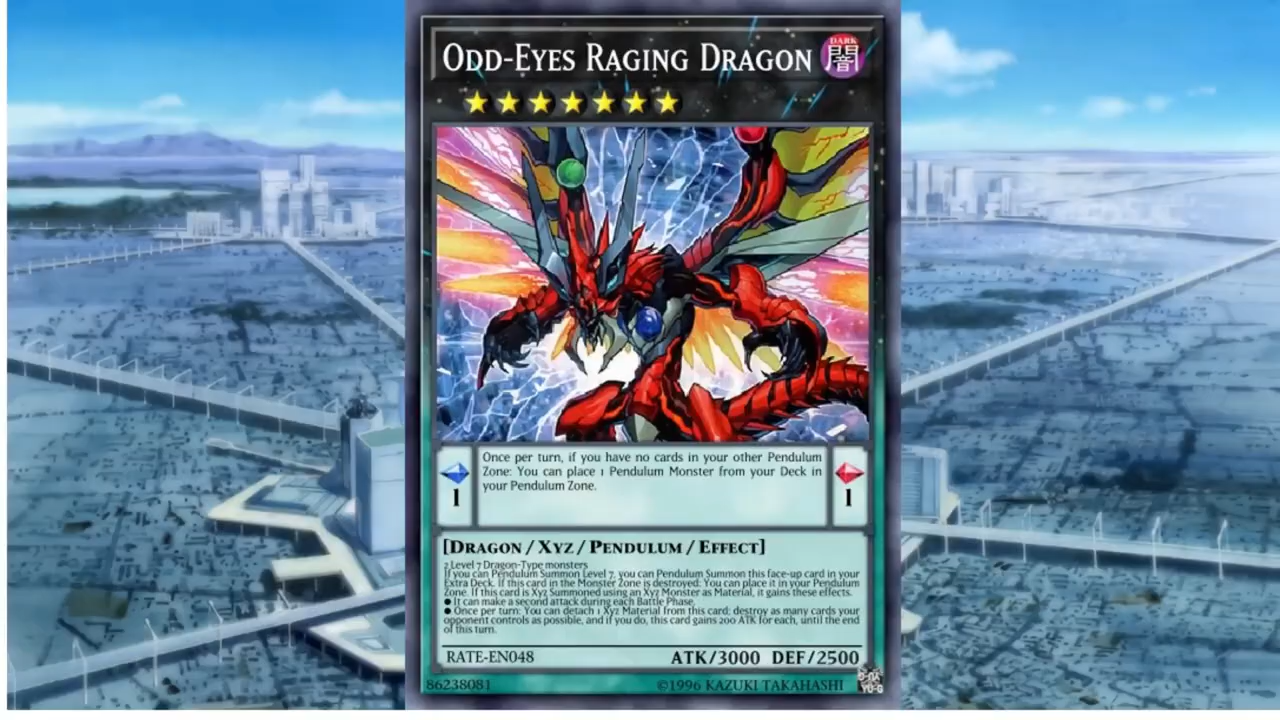 ODD-EYES RAGING DRAGON
DARK
闇
Once per turn, if you have no cards in your other Pendulum
Zone: You can place 1 Pendulum Monster from your Deck in
your Pendulum Zone.
1
1
[DRAGON / XYZ / PENDULUM / EFFECT]
2 Level 7 Dragon-Type monsters
If you can Pendulum Summon Level 7, you can Pendulum Summon this face-up card in your
Extra Deck. If this card in the Monster Zone is destroyed: You can place it in your Pendulum
Zone. If this card is Xyz Summoned using an Xyz Monster as Material, it gains these effects.
● It can make a second attack during each Battle Phase.
● Once per turn: You can detach 1 Xyz Material from this card; destroy as many cards your
opponent controls as possible, and if you do, this card gains 200 ATK for each, until the end
of this turn.
RATE-EN048
ATK/3000 DEF/2500
86238081
©1996 KAZUKI TAKAHASHI